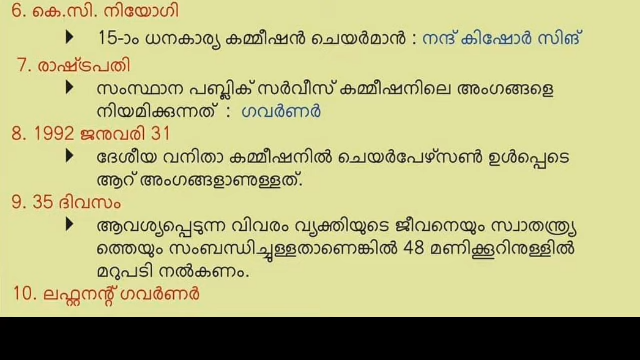 6. കെ.സി. നിയോഗി
15-ാം ധനകാര്യ കമ്മീഷൻ ചെയർമാൻ : നന്ദ് കിഷോർ സിങ്
7. രാഷ്ട്രപതി
സംസ്ഥാന പബ്ലിക് സർവീസ് കമ്മീഷനിലെ അംഗങ്ങളെ
നിയമിക്കുന്നത് : ഗവർണർ
8. 1992 ജനുവരി 31
ദേശീയ വനിതാ കമ്മീഷനിൽ ചെയർപേഴ്സൺ ഉൾപ്പെടെ
ആറ് അംഗങ്ങളാണുള്ളത്.
9. 35 ദിവസം
ആവശ്യപ്പെടുന്ന വിവരം വ്യക്തിയുടെ ജീവനെയും സ്വാതന്ത്ര്യ
ത്തെയും സംബന്ധിച്ചുള്ളതാണെങ്കിൽ 48 മണിക്കൂറിനുള്ളിൽ
മറുപടി നൽകണം.
10. ലഫ്റ്റനന്റ് ഗവർണർ